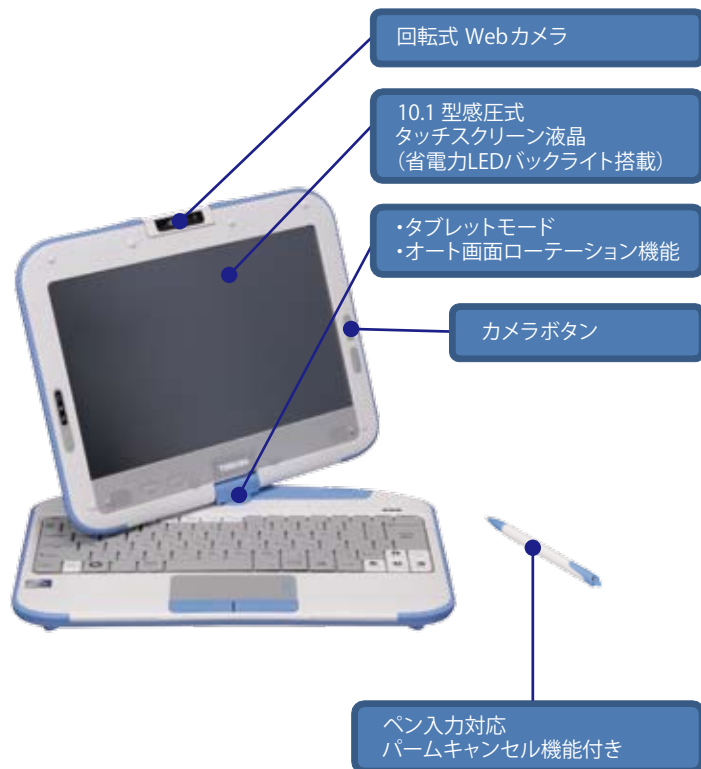 回転式 Webカメラ
10.1 型感圧式
タッチスクリーン液晶
（省電力LEDバックライト搭載）
・タブレットモード
・オート画面ローテーション機能
カメラボタン
ペン入力対応
パームキャンセル機能付き